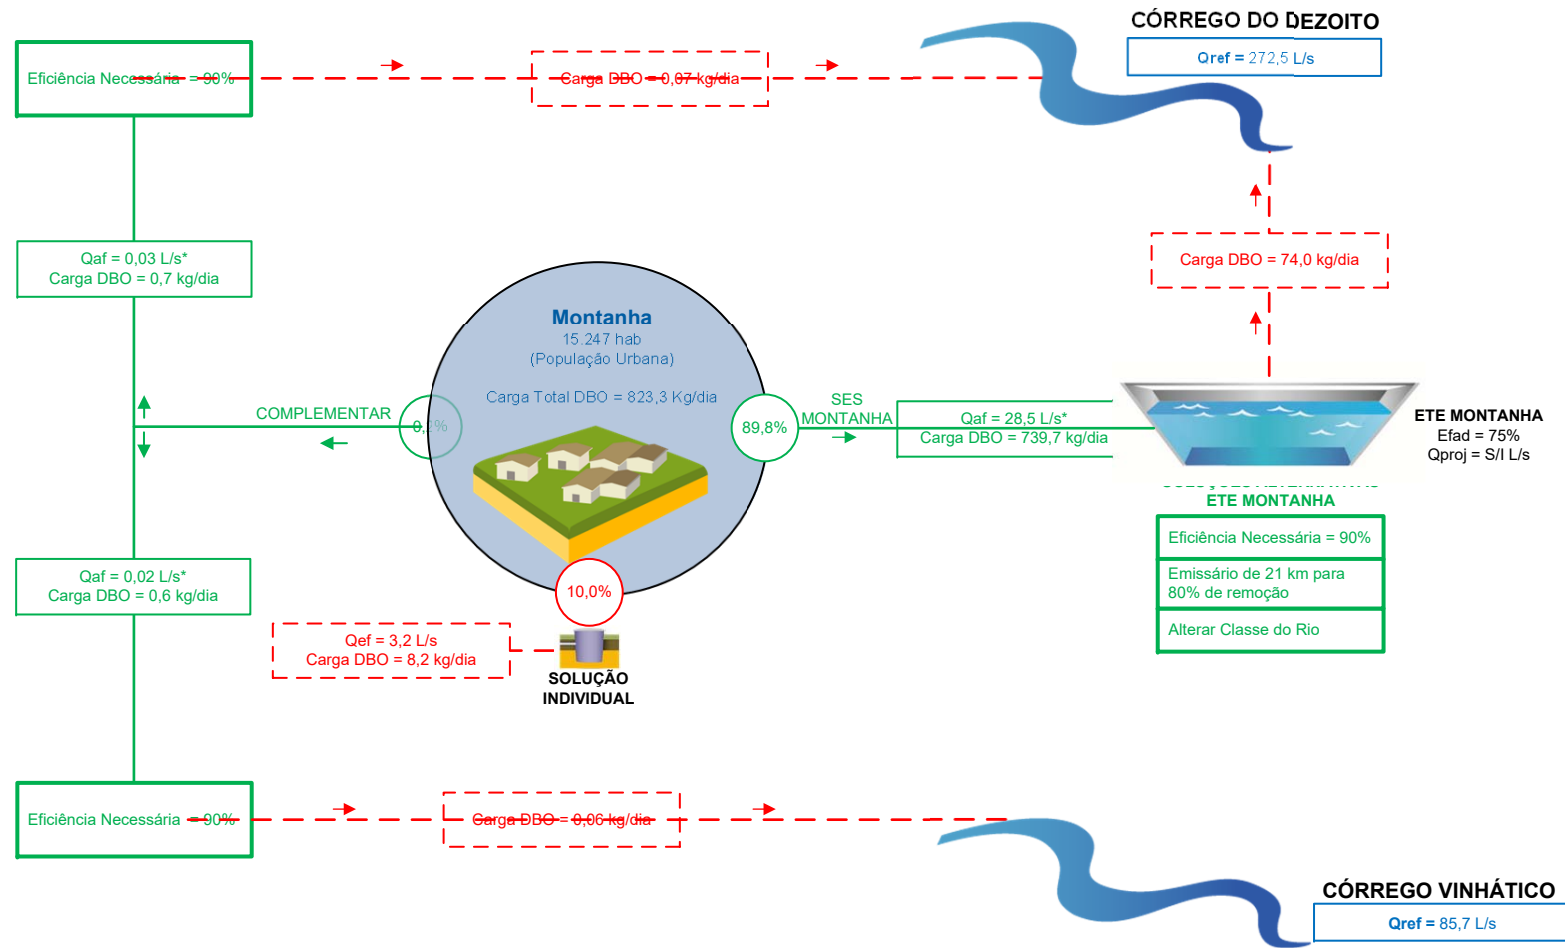 CÓRREGO DO DEZOITO
Qref = 272,5 L/s
Eficiência Necessária = 90%
Carga DBO = 0,07 kg/dia
Qaf = 0,03 L/s*
Carga DBO = 0,7 kg/dia
Carga DBO = 74,0 kg/dia
Montanha
15.247 hab
(População Urbana)
Carga Total DBO = 823,3 Kg/dia
COMPLEMENTAR
0,2%
89,8%
SES
MONTANHA
Qaf = 28,5 L/s*
Carga DBO = 739,7 kg/dia
ETE MONTANHA
Efad = 75%
Qproj = S/I L/s
ETE MONTANHA
Eficiência Necessária = 90%
Emissário de 21 km para
80% de remoção
Alterar Classe do Rio
Qaf = 0,02 L/s*
Carga DBO = 0,6 kg/dia
10,0%
Qef = 3,2 L/s
Carga DBO = 8,2 kg/dia
SOLUÇÃO
INDIVIDUAL
Eficiência Necessária = 90%
Carga DBO = 0,06 kg/dia
CÓRREGO VINHÁTICO
Qref = 85,7 L/s